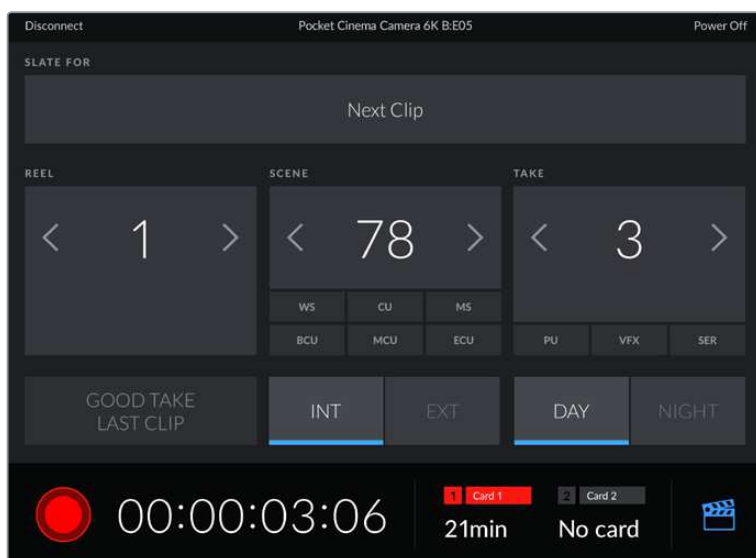 Disconnect Pocket Cinema Camera 6K B:E05 Power Off
SLATE FOR
Next Clip
REEL SCENE TAKE
1 78 3
WS CU MS
BCU MCU ECU PU VFX SER
GOOD TAKE
LAST CLIP
INT EXT DAY NIGHT
00:00:03:06
1 Card 1 2 Card 2
21min No card